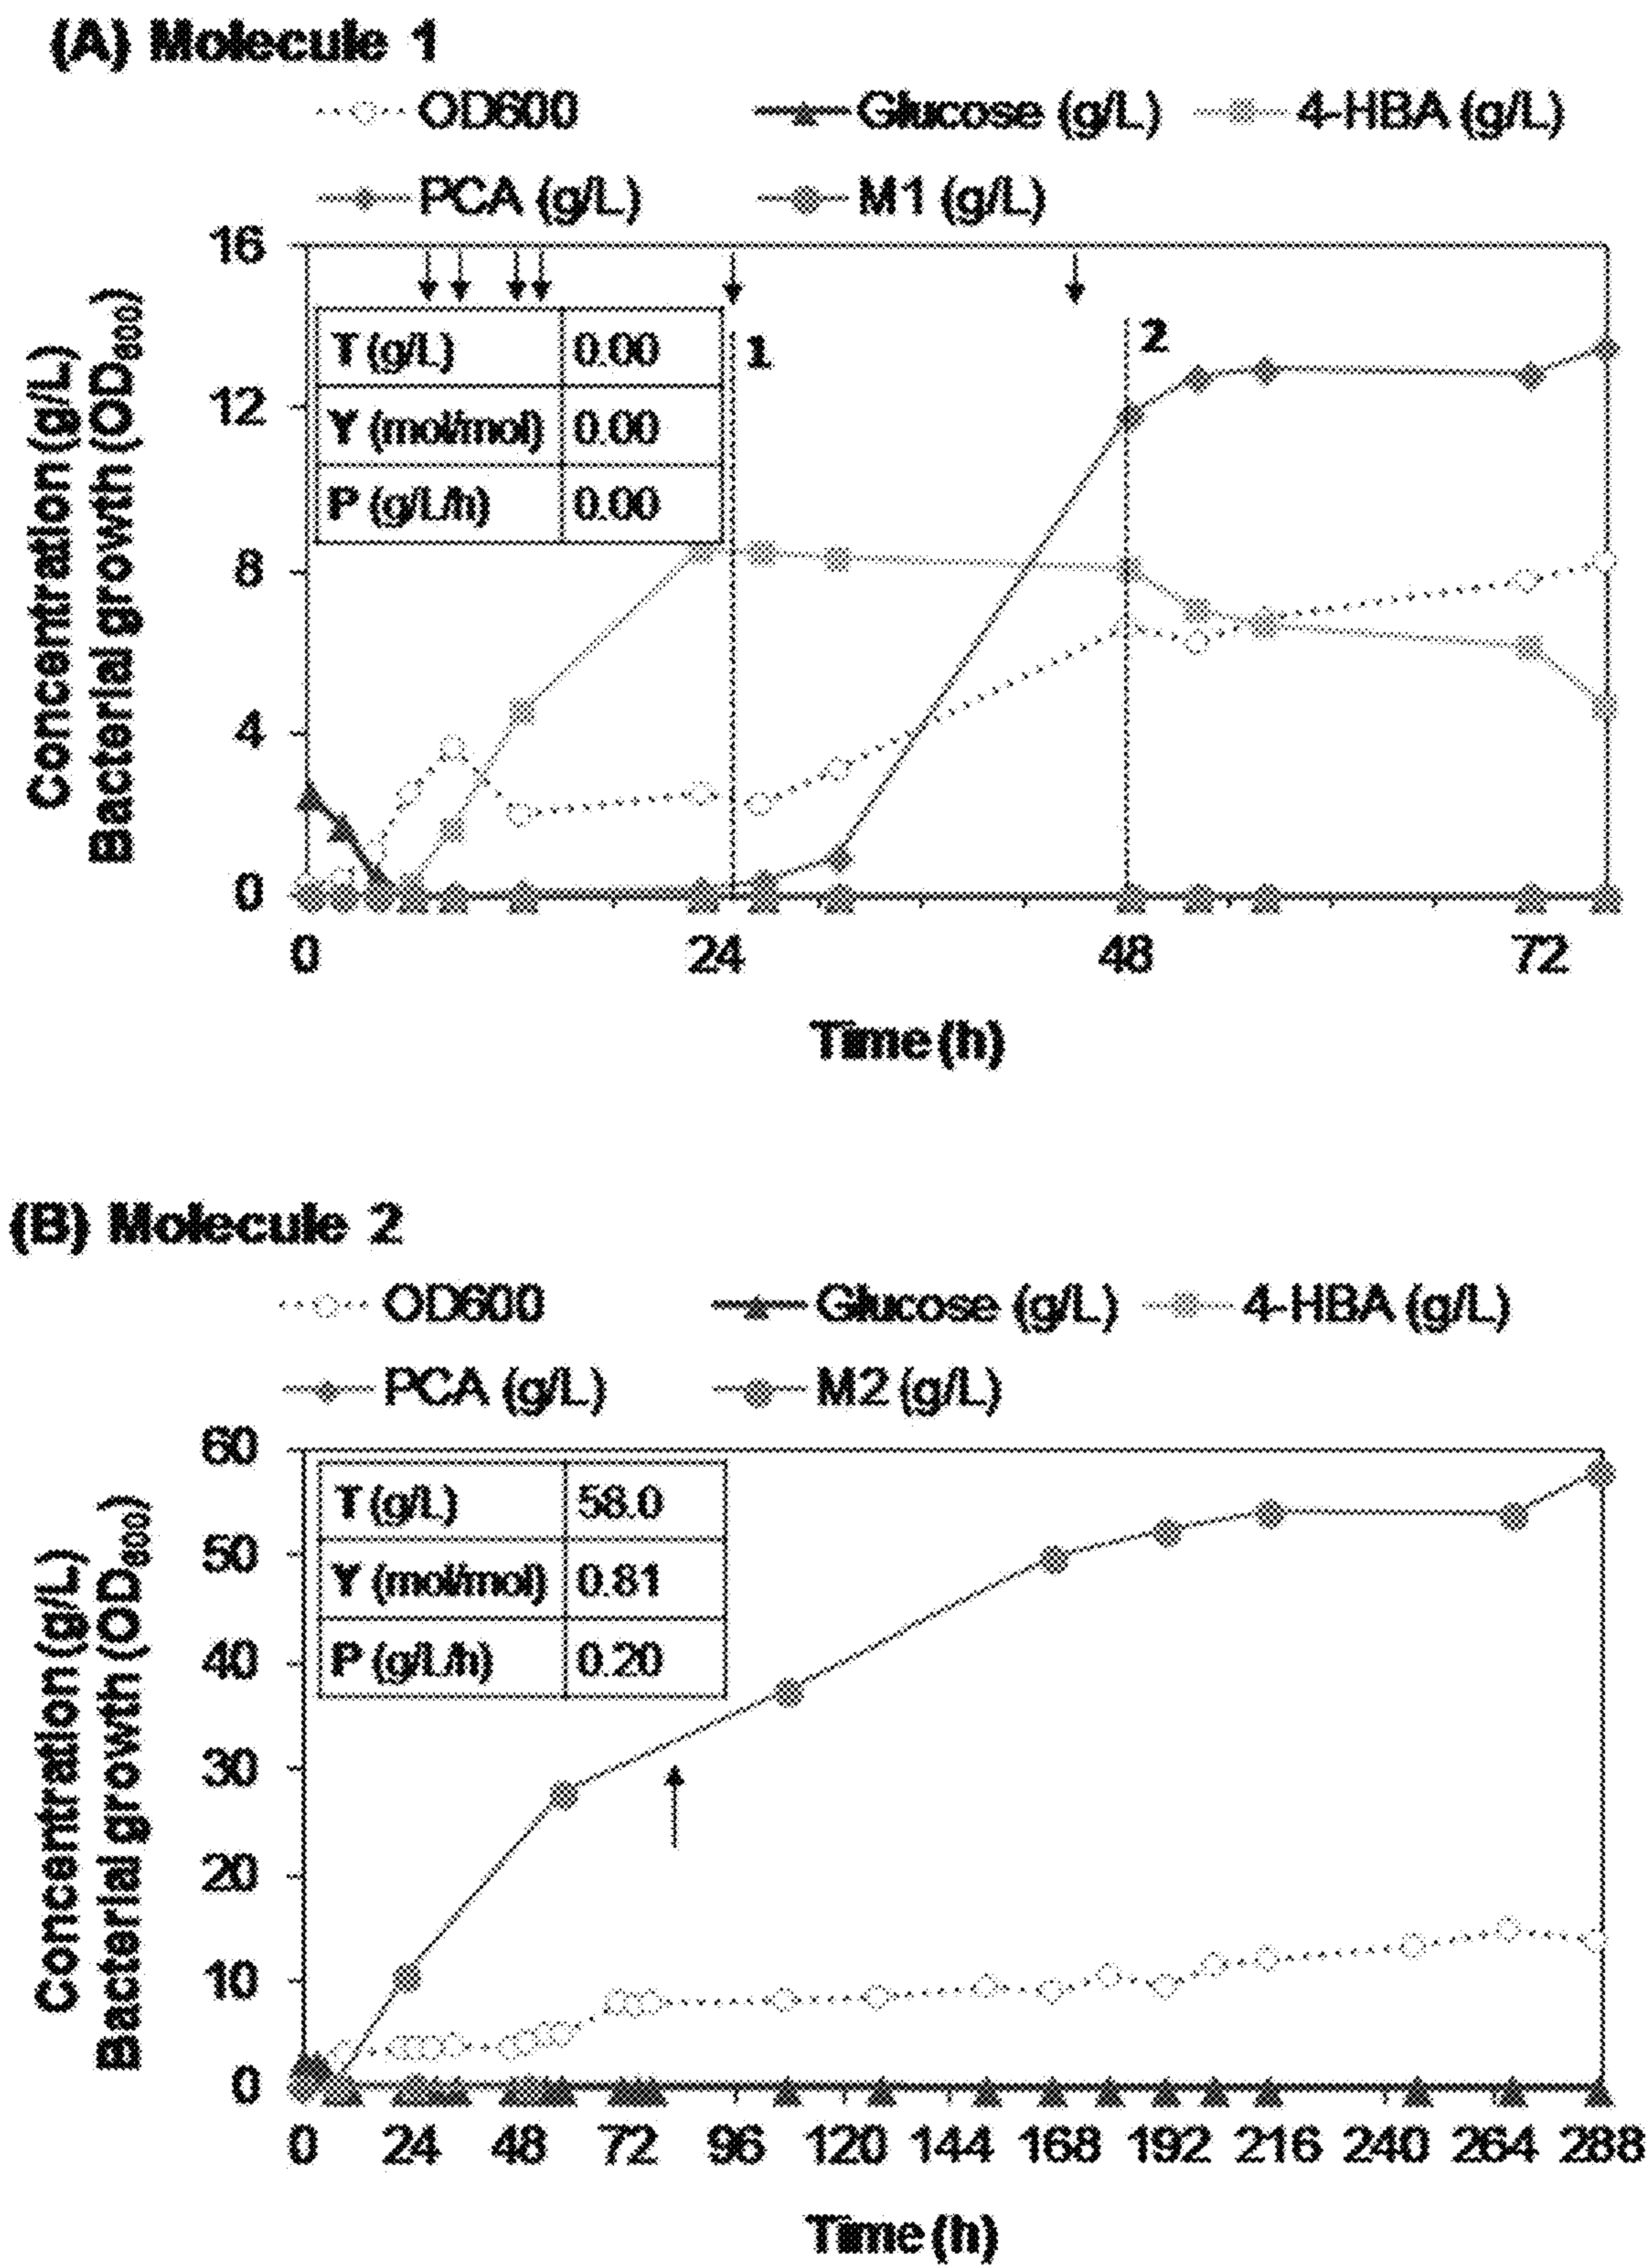 (A) Molecule 1
OD600 Glucose (g/L) 4-HBA (g/L)
PCA (g/L) M1 (g/L)
Concentration (g/L)
Bacterial growth (OD600)
16
12
8
4
0
T (g/L) 0.00
Y (mol/mol) 0.00
P (g/L/h) 0.00
1
2
0 24 48 72
Time (h)
(B) Molecule 2
OD600 Glucose (g/L) 4-HBA (g/L)
PCA (g/L) M2 (g/L)
Concentration (g/L)
Bacterial growth (OD600)
60
50
40
30
20
10
0
T (g/L) 58.0
Y (mol/mol) 0.81
P (g/L/h) 0.20
0 24 48 72 96 120 144 168 192 216 240 264 288
Time (h)